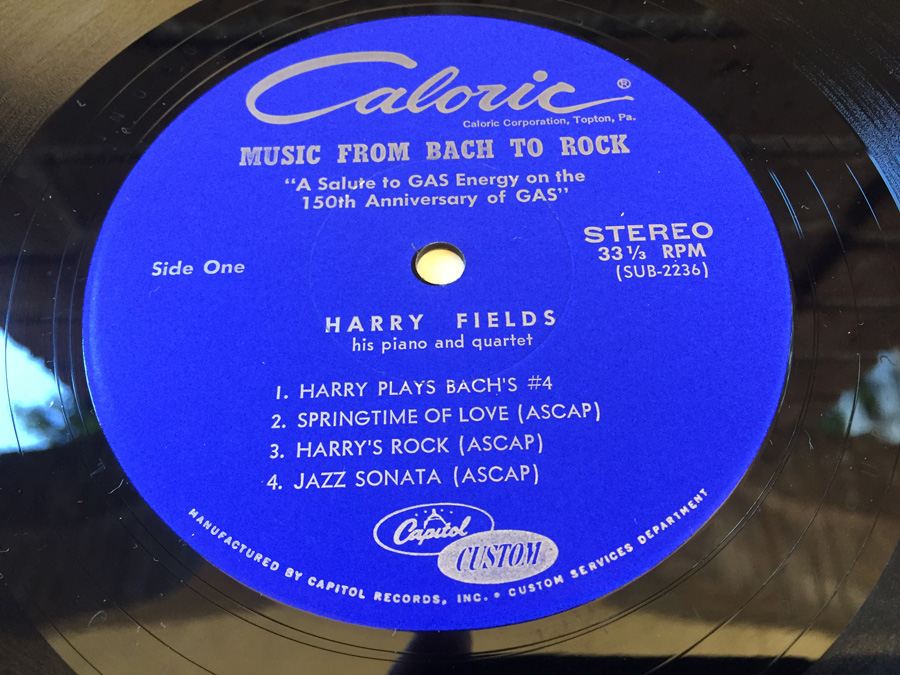 Caloric®
Caloric Corporation, Topton, Pa.
MUSIC FROM BACH TO ROCK
"A Salute to GAS Energy on the
150th Anniversary of GAS"
Side One
STEREO
33 1/3 RPM
(SUB-2236)
HARRY FIELDS
his piano and quartet
1. HARRY PLAYS BACH'S #4
2. SPRINGTIME OF LOVE (ASCAP)
3. HARRY'S ROCK (ASCAP)
4. JAZZ SONATA (ASCAP)
Capitol
CUSTOM
MANUFACTURED BY CAPITOL RECORDS, INC. • CUSTOM SERVICES DEPARTMENT